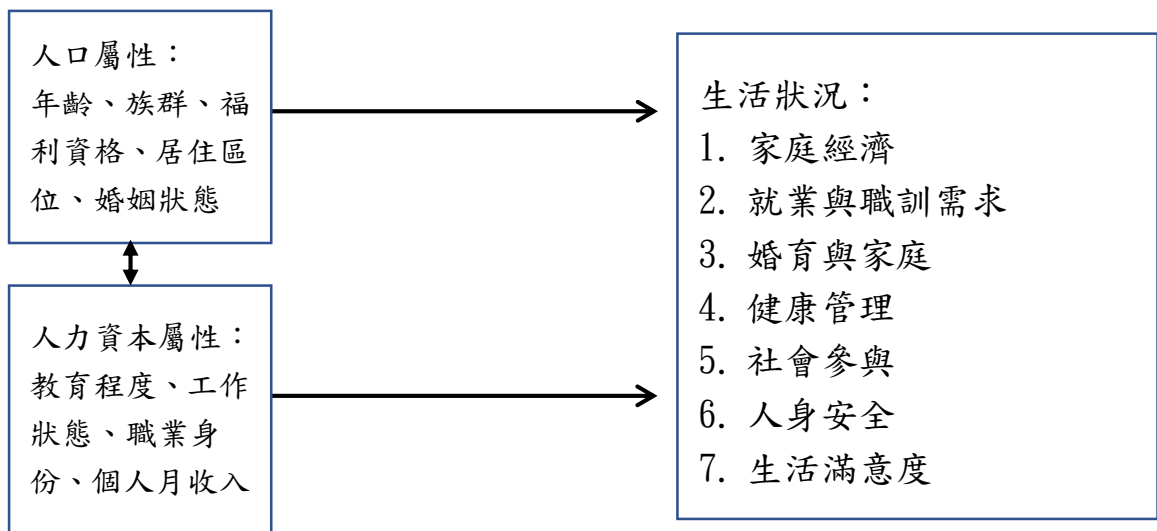 人口屬性：
年齡、族群、福
利資格、居住區
位、婚姻狀態
人力資本屬性：
教育程度、工作
狀態、職業身
份、個人月收入
生活狀況：
1. 家庭經濟
2. 就業與職訓需求
3. 婚育與家庭
4. 健康管理
5. 社會參與
6. 人身安全
7. 生活滿意度